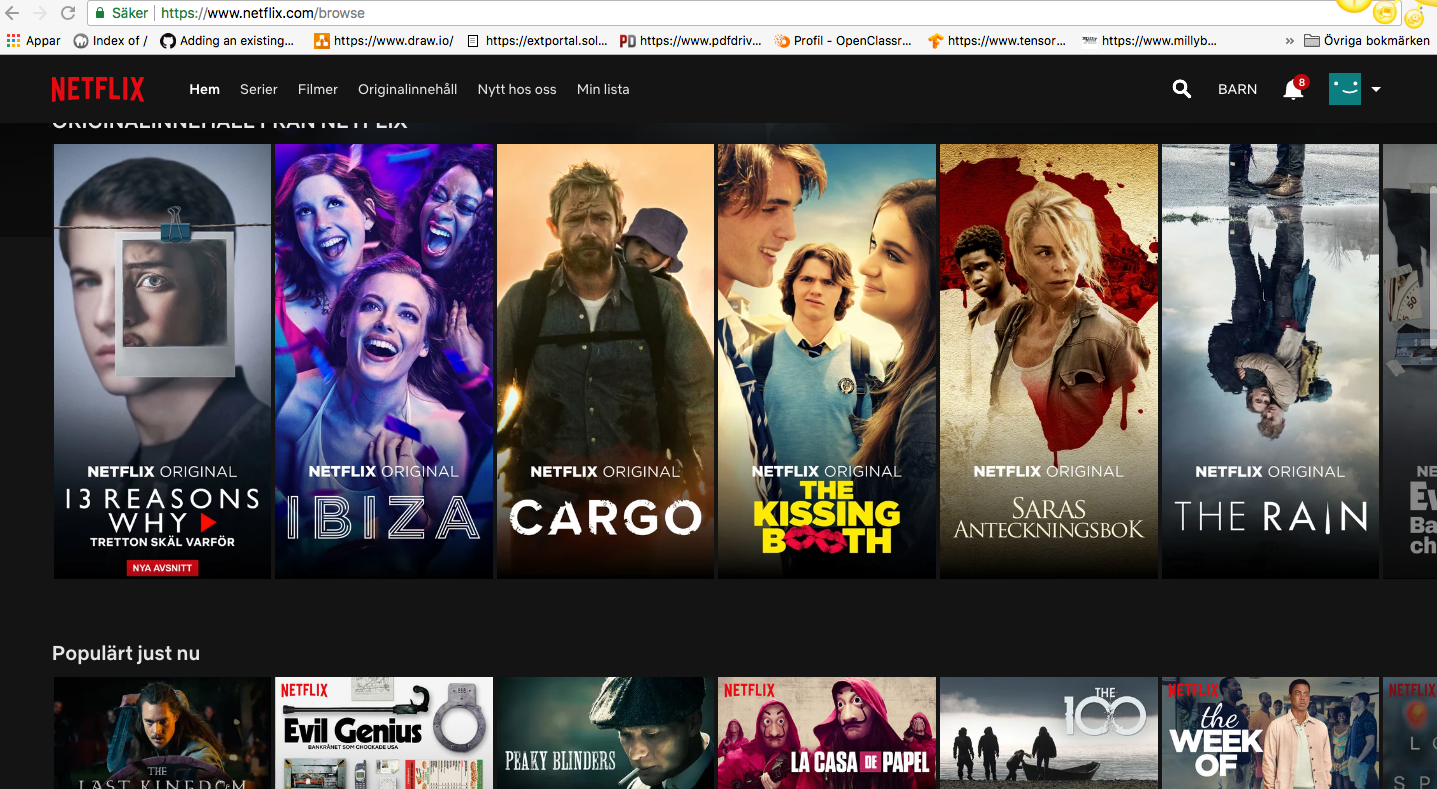 Säker https://www.netflix.com/browse
Appar Index of / Adding an existing... https://www.draw.io/ https://extportal.sol... https://www.pdfdriv... Profil - OpenClassr... https://www.tensor... https://www.millyb... » Övriga bokmärken
NETFLIX Hem Serier Filmer Originalinnehåll Nytt hos oss Min lista BARN 8
ORIGINALINNEHÅLL FRÅN NETFLIX
NETFLIX ORIGINAL
13 REASONS
WHY
TRETTON SKÄL VARFÖR
NYA AVSNITT
NETFLIX ORIGINAL
IBIZA
NETFLIX ORIGINAL
CARGO
NETFLIX ORIGINAL
THE
KISSING
BOOTH
NETFLIX ORIGINAL
SARAS
ANTECKNINGSBOK
NETFLIX ORIGINAL
THE RAIN
Populärt just nu
THE
LAST KINGDOM
NETFLIX
Evil Genius
BANKRÅNET SOM CHOCKADE USA
PEAKY BLINDERS
NETFLIX
LA CASA DE PAPEL
THE
100
NETFLIX
the
WEEK
OF
NETFLIX